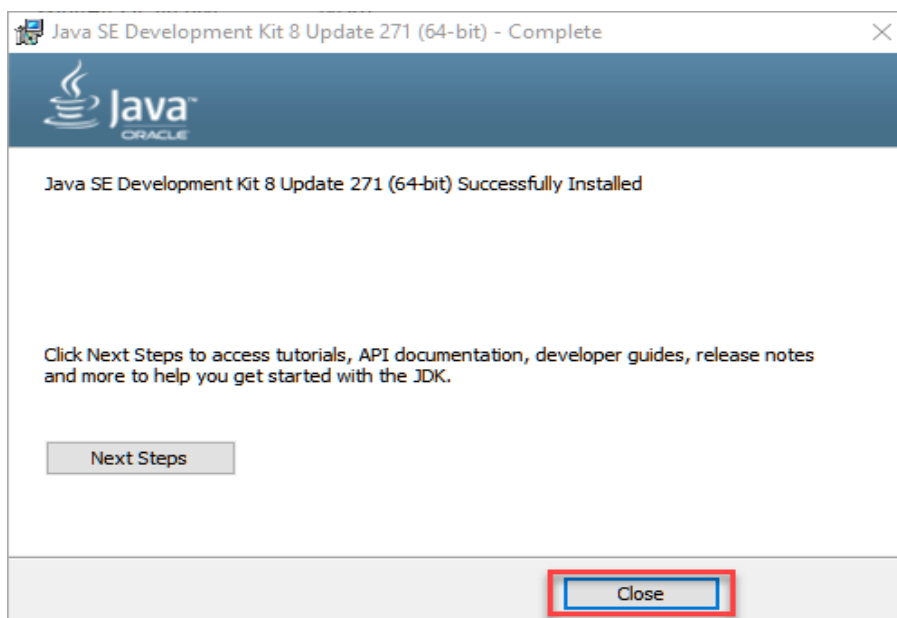 Java SE Development Kit 8 Update 271 (64-bit) - Complete
Java™
ORACLE
Java SE Development Kit 8 Update 271 (64-bit) Successfully Installed
Click Next Steps to access tutorials, API documentation, developer guides, release notes
and more to help you get started with the JDK.
Next Steps
Close